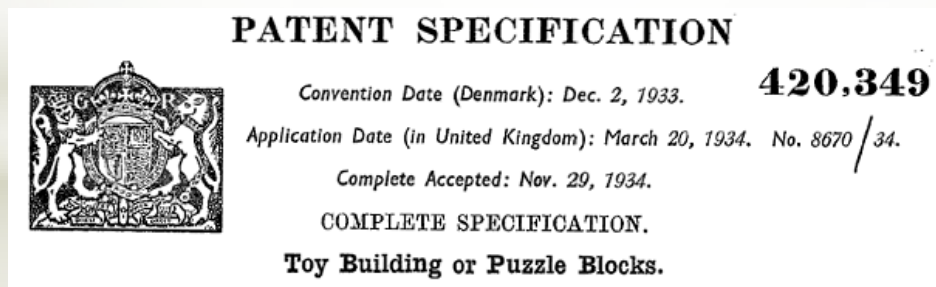 PATENT SPECIFICATION
420,349
Convention Date (Denmark): Dec. 2, 1933.
Application Date (in United Kingdom): March 20, 1934. No. 8670/34.
Complete Accepted: Nov. 29, 1934.
COMPLETE SPECIFICATION.
Toy Building or Puzzle Blocks.